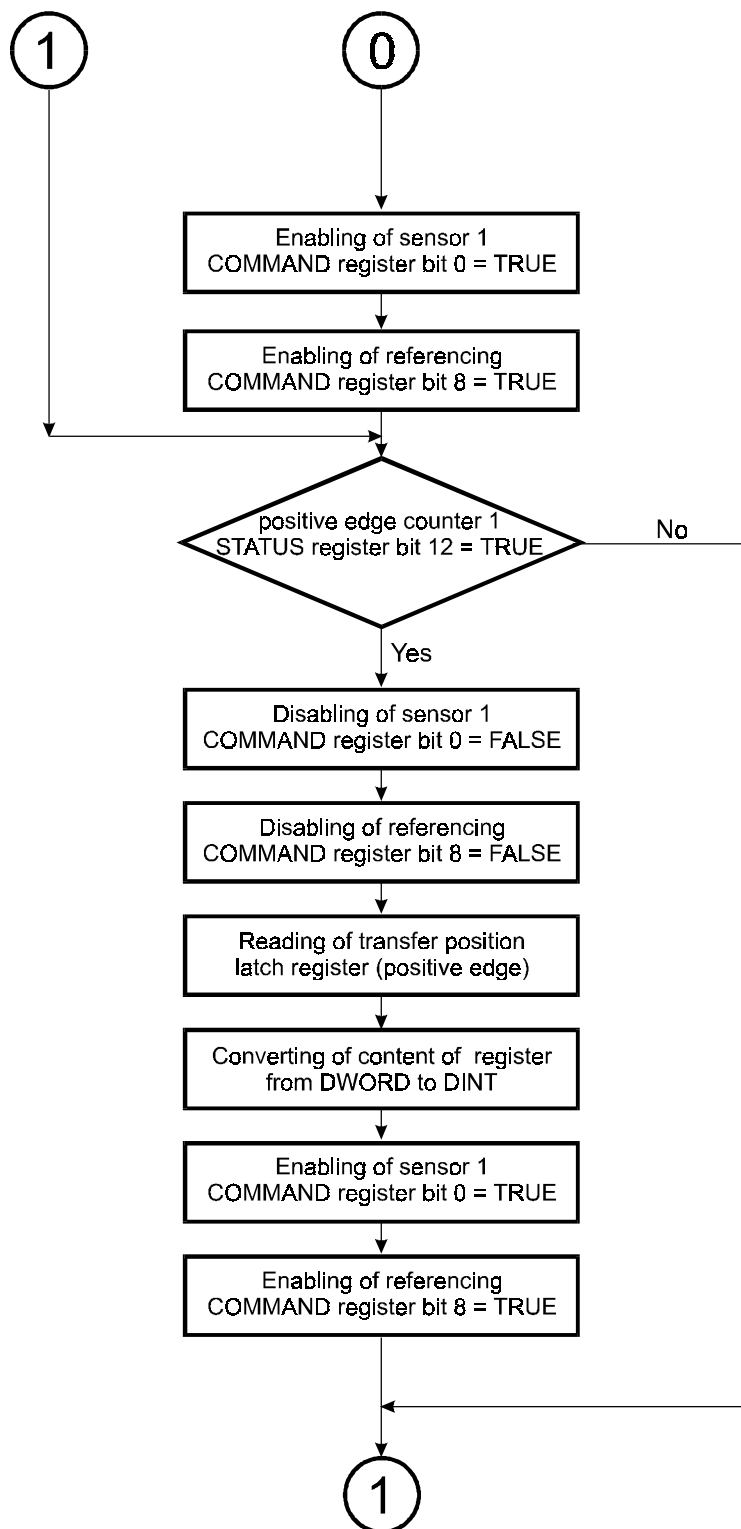 1
0
Enabling of sensor 1
COMMAND register bit 0 = TRUE
Enabling of referencing
COMMAND register bit 8 = TRUE
positive edge counter 1
STATUS register bit 12 = TRUE
No
Yes
Disabling of sensor 1
COMMAND register bit 0 = FALSE
Disabling of referencing
COMMAND register bit 8 = FALSE
Reading of transfer position
latch register (positive edge)
Converting of content of register
from DWORD to DINT
Enabling of sensor 1
COMMAND register bit 0 = TRUE
Enabling of referencing
COMMAND register bit 8 = TRUE
1